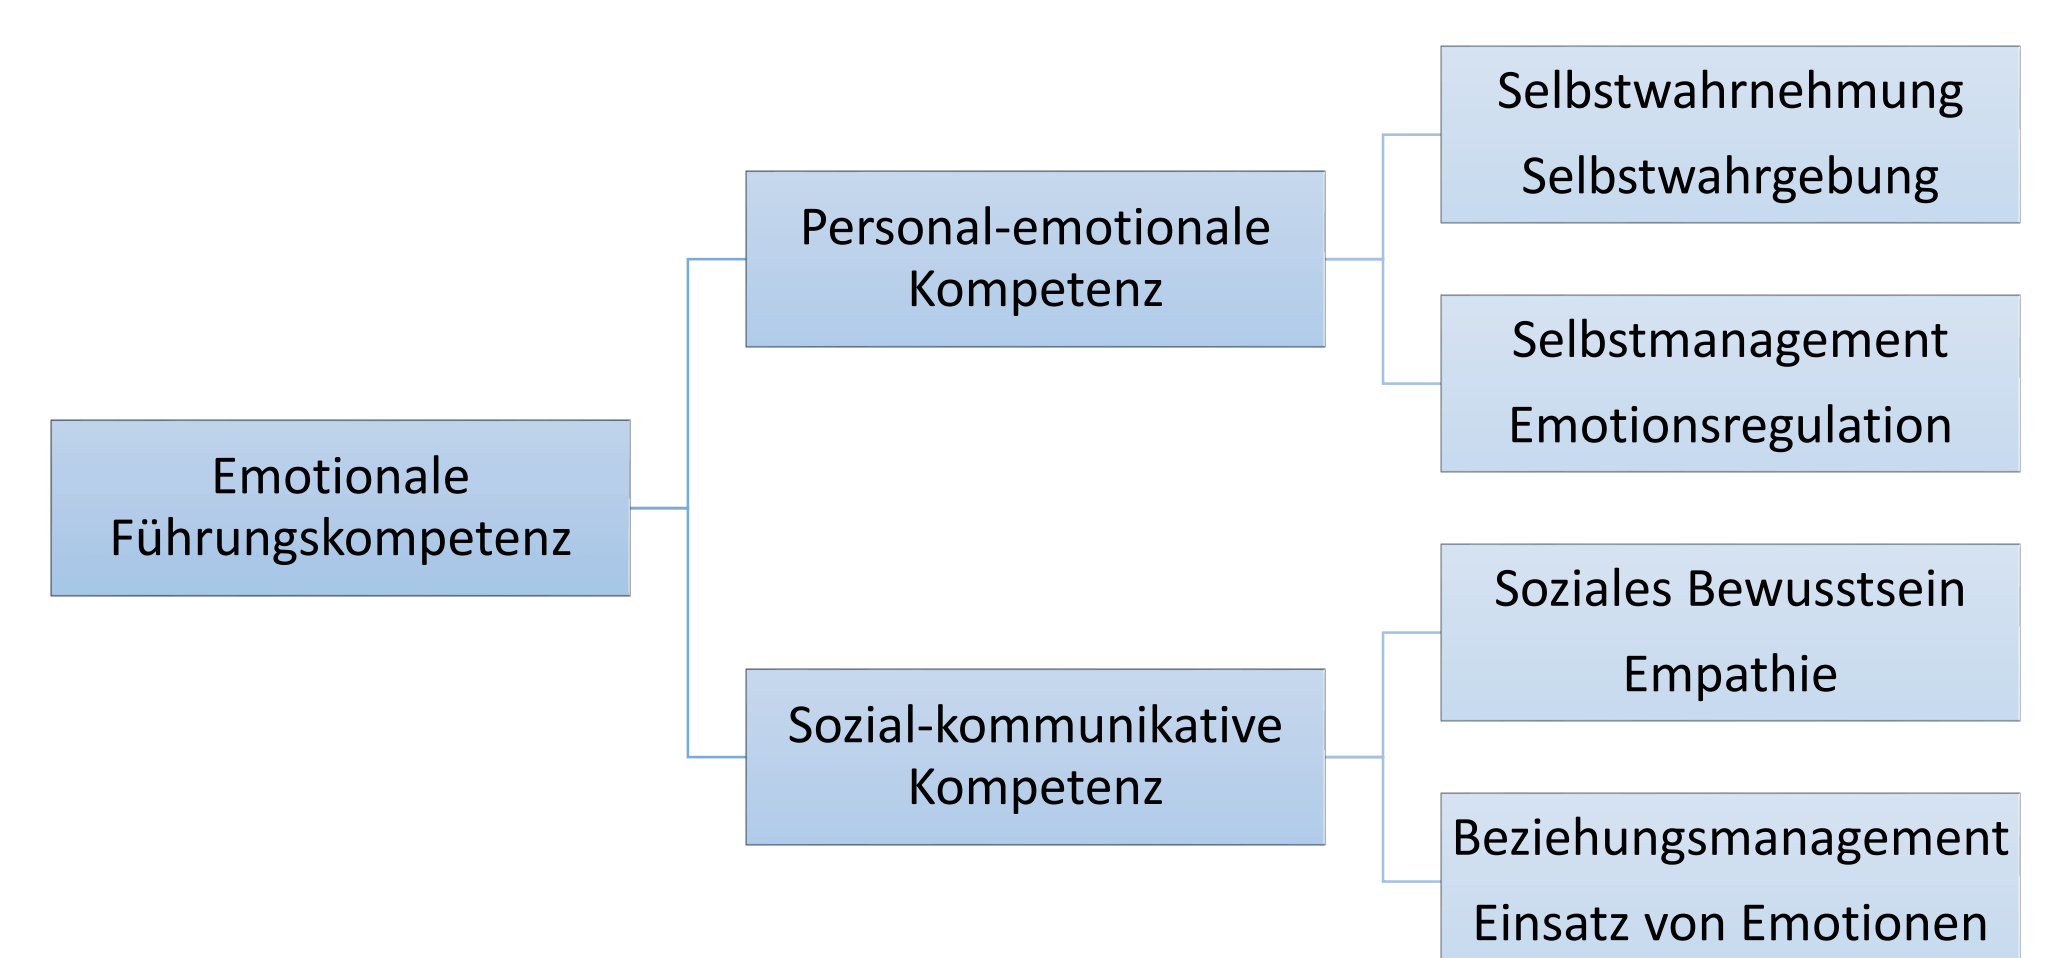 Emotionale
Führungskompetenz
Personal-emotionale
Kompetenz
Selbstwahrnehmung
Selbstwahrgebung
Selbstmanagement
Emotionsregulation
Sozial-kommunikative
Kompetenz
Soziales Bewusstsein
Empathie
Beziehungsmanagement
Einsatz von Emotionen